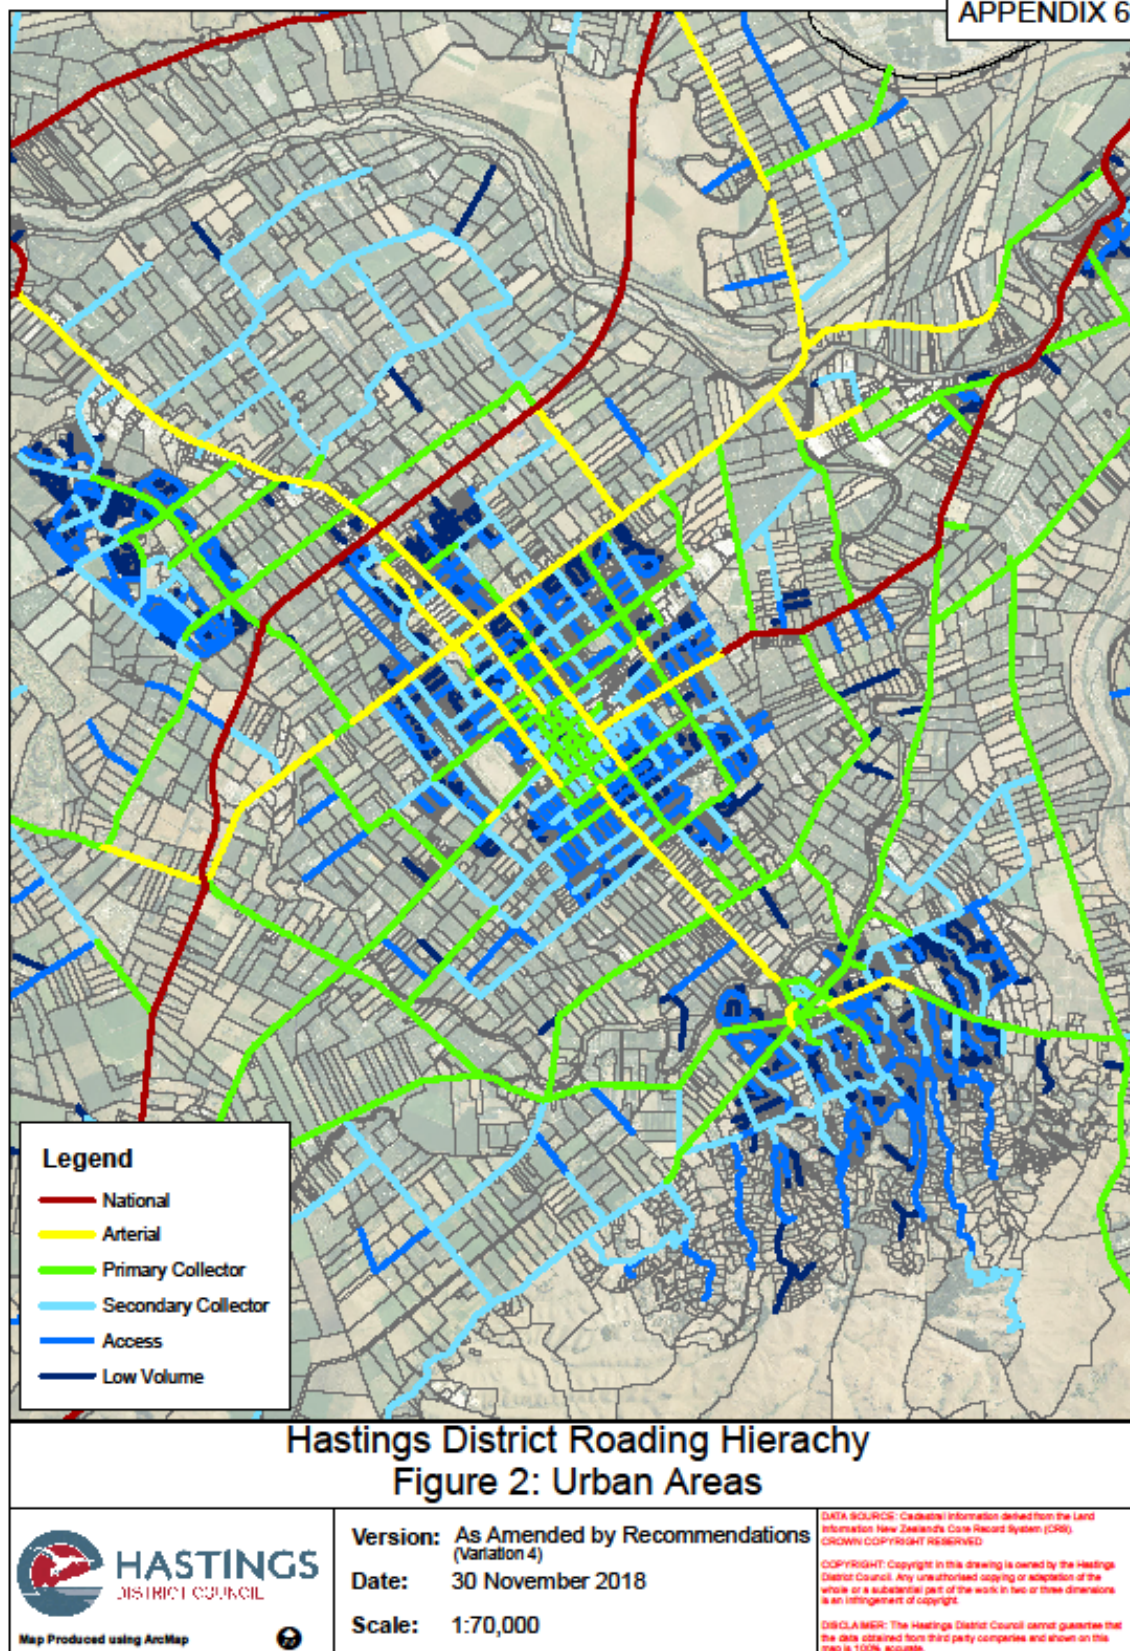 APPENDIX 6
Legend
National
Arterial
Primary Collector
Secondary Collector
Access
Low Volume
Hastings District Roading Hierachy
Figure 2: Urban Areas
HASTINGS
DISTRICT COUNCIL
Map Produced using ArcMap
Version: As Amended by Recommendations
(Variation 4)
Date: 30 November 2018
Scale: 1:70,000
DATA SOURCE: Cadastral information derived from the Land
Information New Zealand's Core Record System (CRS).
CROWN COPYRIGHT RESERVED
COPYRIGHT: Copyright in this drawing is owned by the Hastings
District Council. Any unauthorised copying or adaptation of the
whole or a substantial part of the work in two or three dimensions
is an infringement of copyright.
DISCLAIMER: The Hastings District Council cannot guarantee that
the data obtained from third party companies and shown on this
map is 100% accurate.